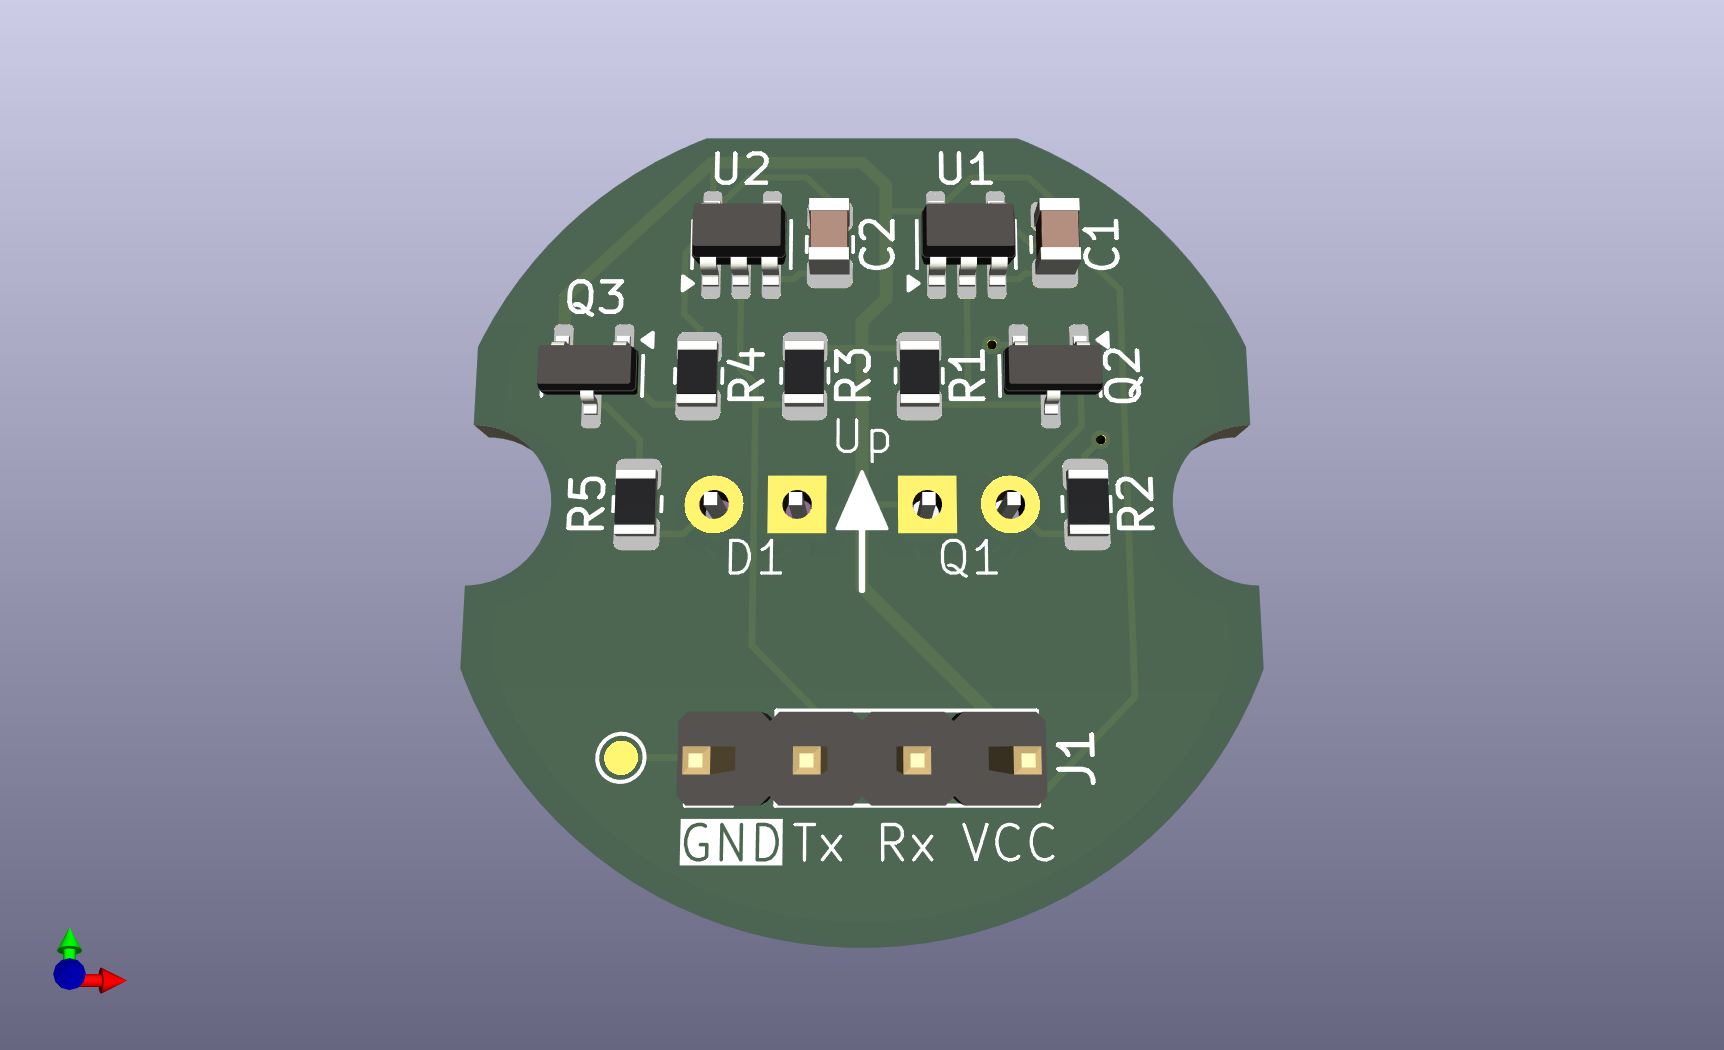 U2 U1
C2 C1
Q3
R4 R3 R1 Q2
Up
R5 R2
D1 Q1
J1
GND Tx Rx VCC